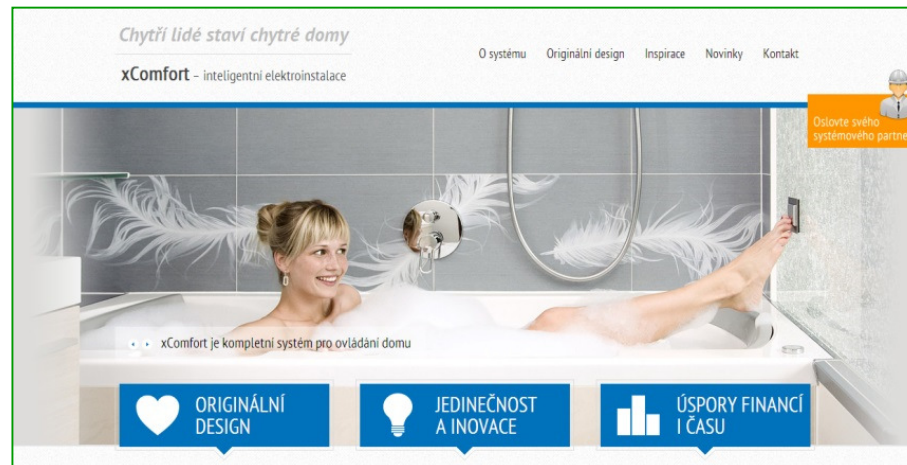 Chytří lidé staví chytré domy
xComfort – inteligentní elektroinstalace
O systému Originální design Inspirace Novinky Kontakt
Oslovte svého
systémového
xComfort je kompletní systém pro ovládání domu
ORIGINÁLNÍ
DESIGN
JEDINEČNOST
A INOVACE
ÚSPORY FINANCÍ
I ČASU